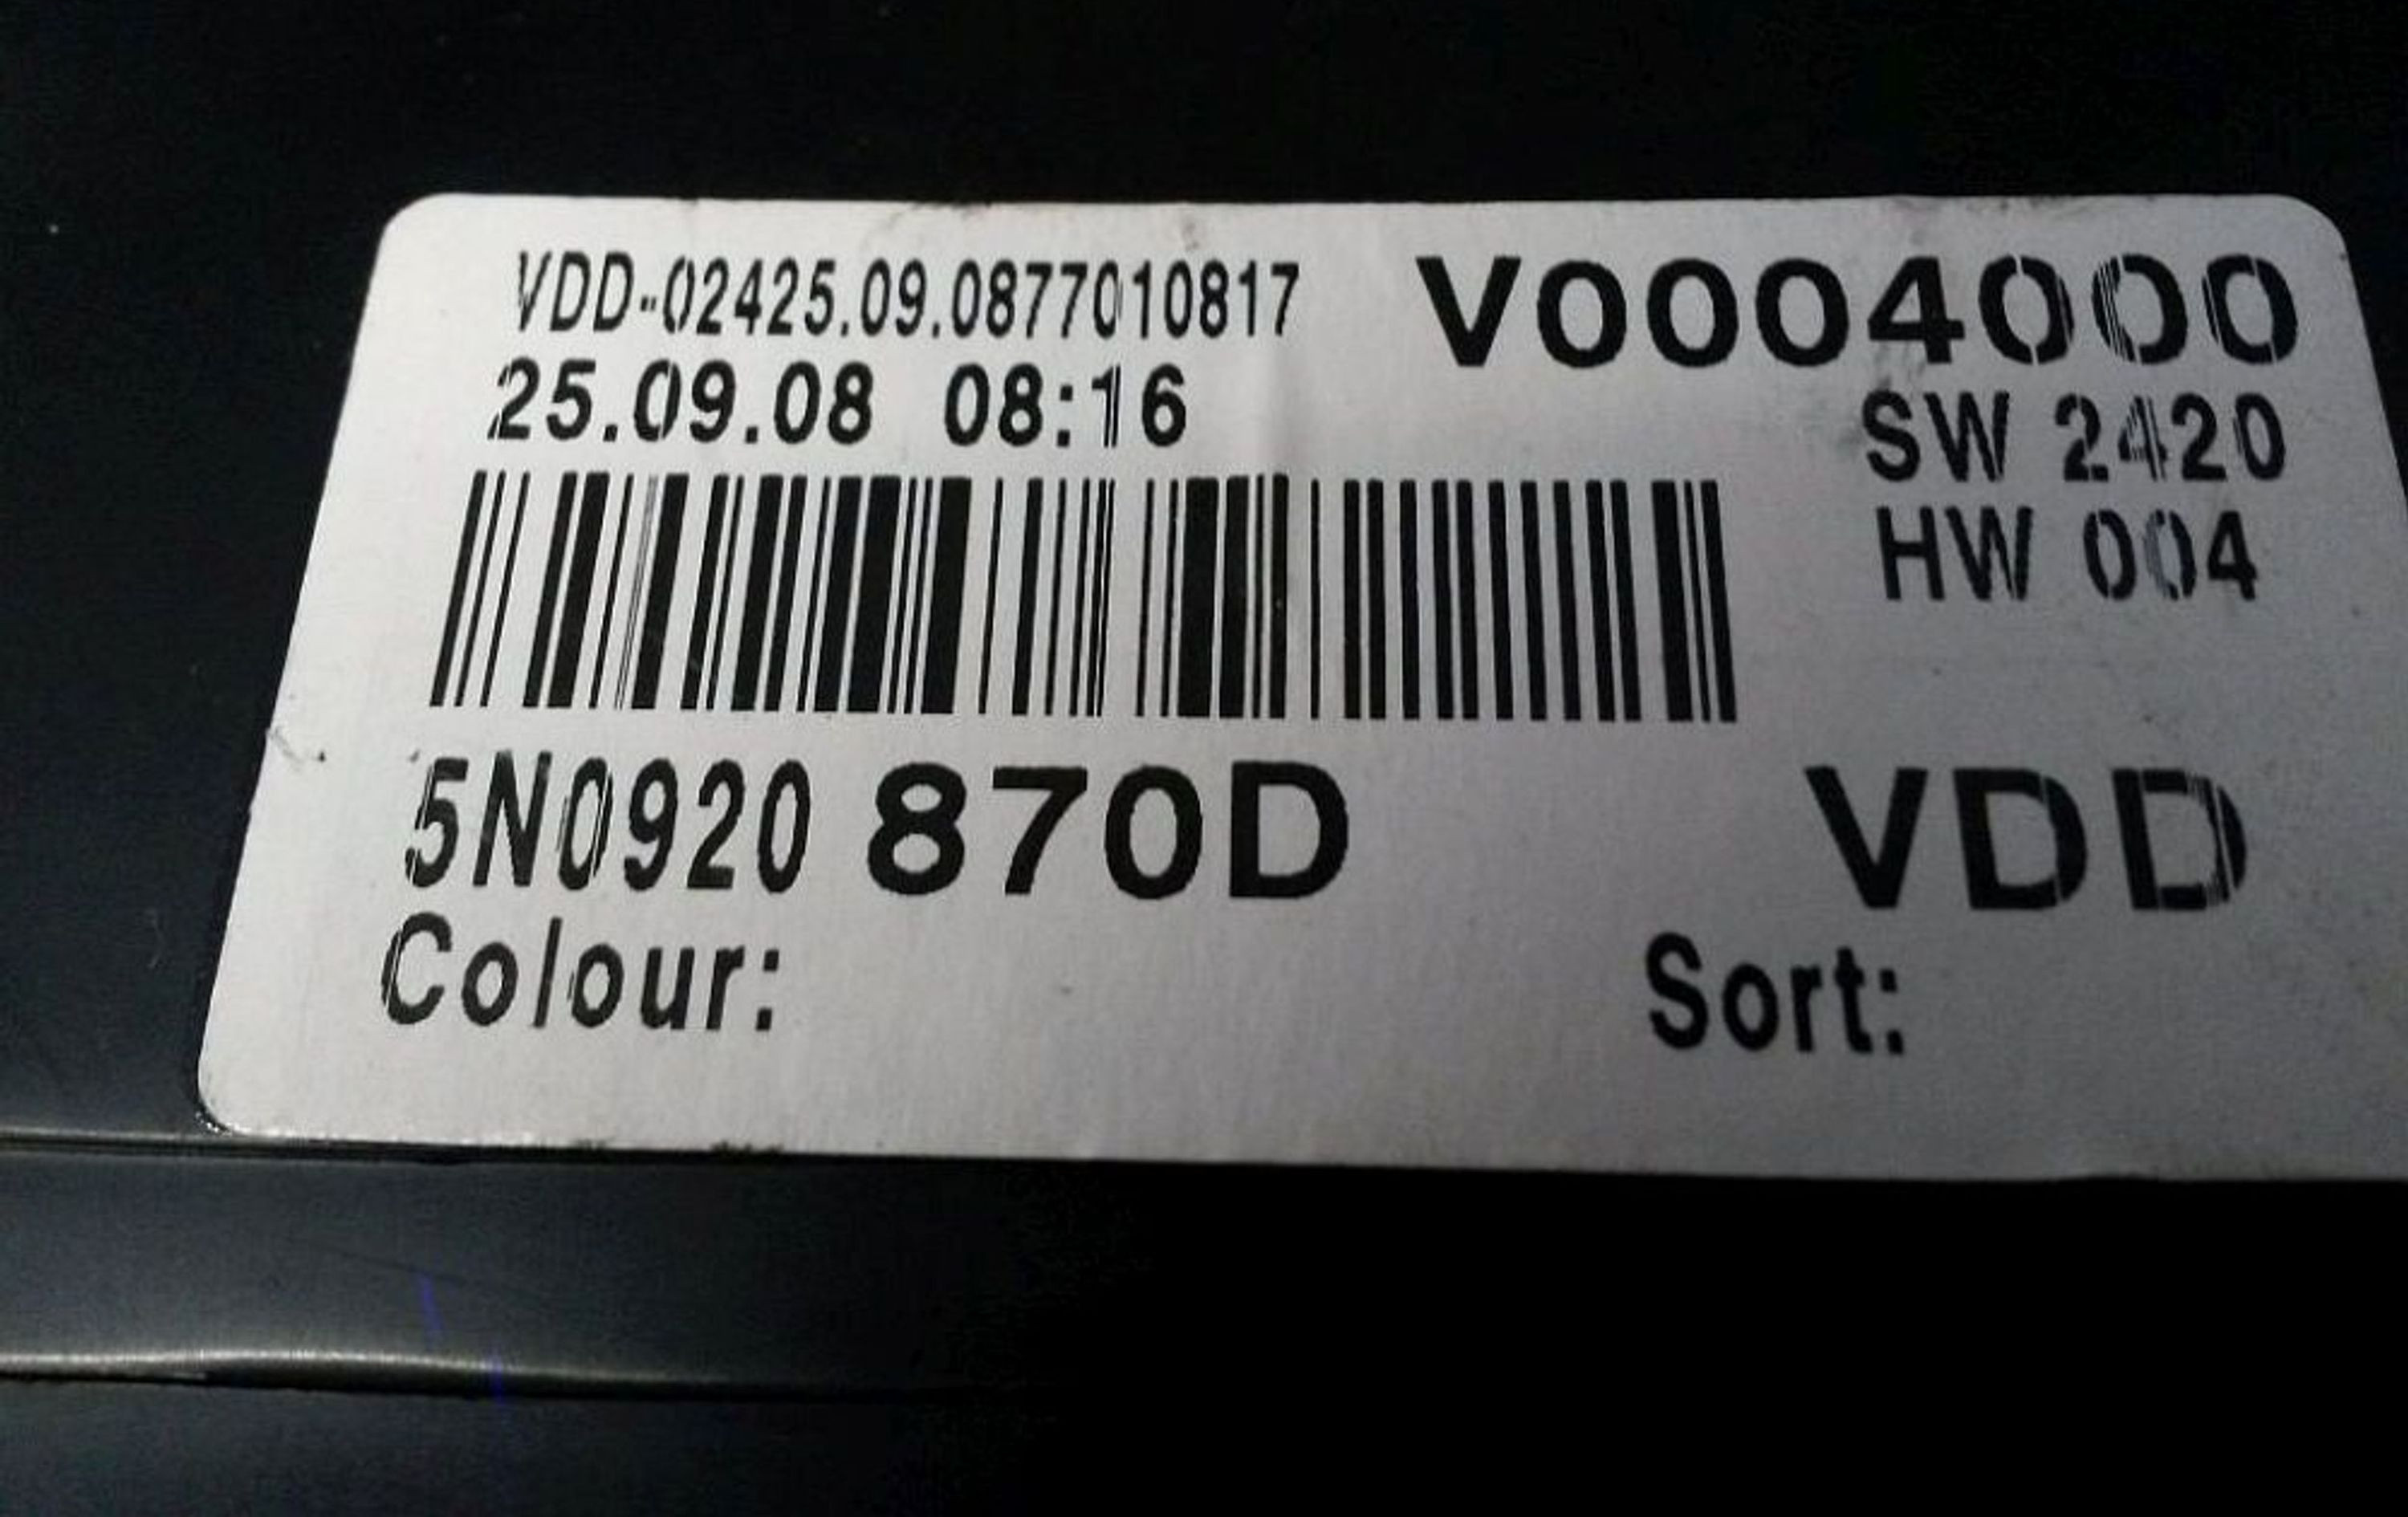 VDD-02425.09.0877010817 V0004000
25.09.08 08:16 SW 2420
HW 004
5N0920 870D VDD
Colour: Sort: